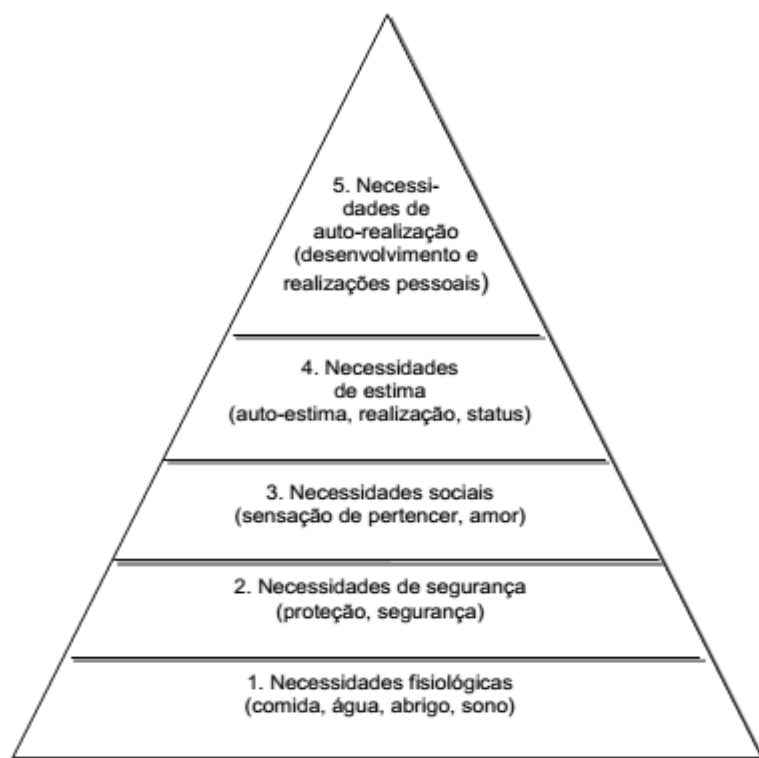 5. Necessi-
dades de
auto-realização
(desenvolvimento e
realizações pessoais)
4. Necessidades
de estima
(auto-estima, realização, status)
3. Necessidades sociais
(sensação de pertencer, amor)
2. Necessidades de segurança
(proteção, segurança)
1. Necessidades fisiológicas
(comida, água, abrigo, sono)